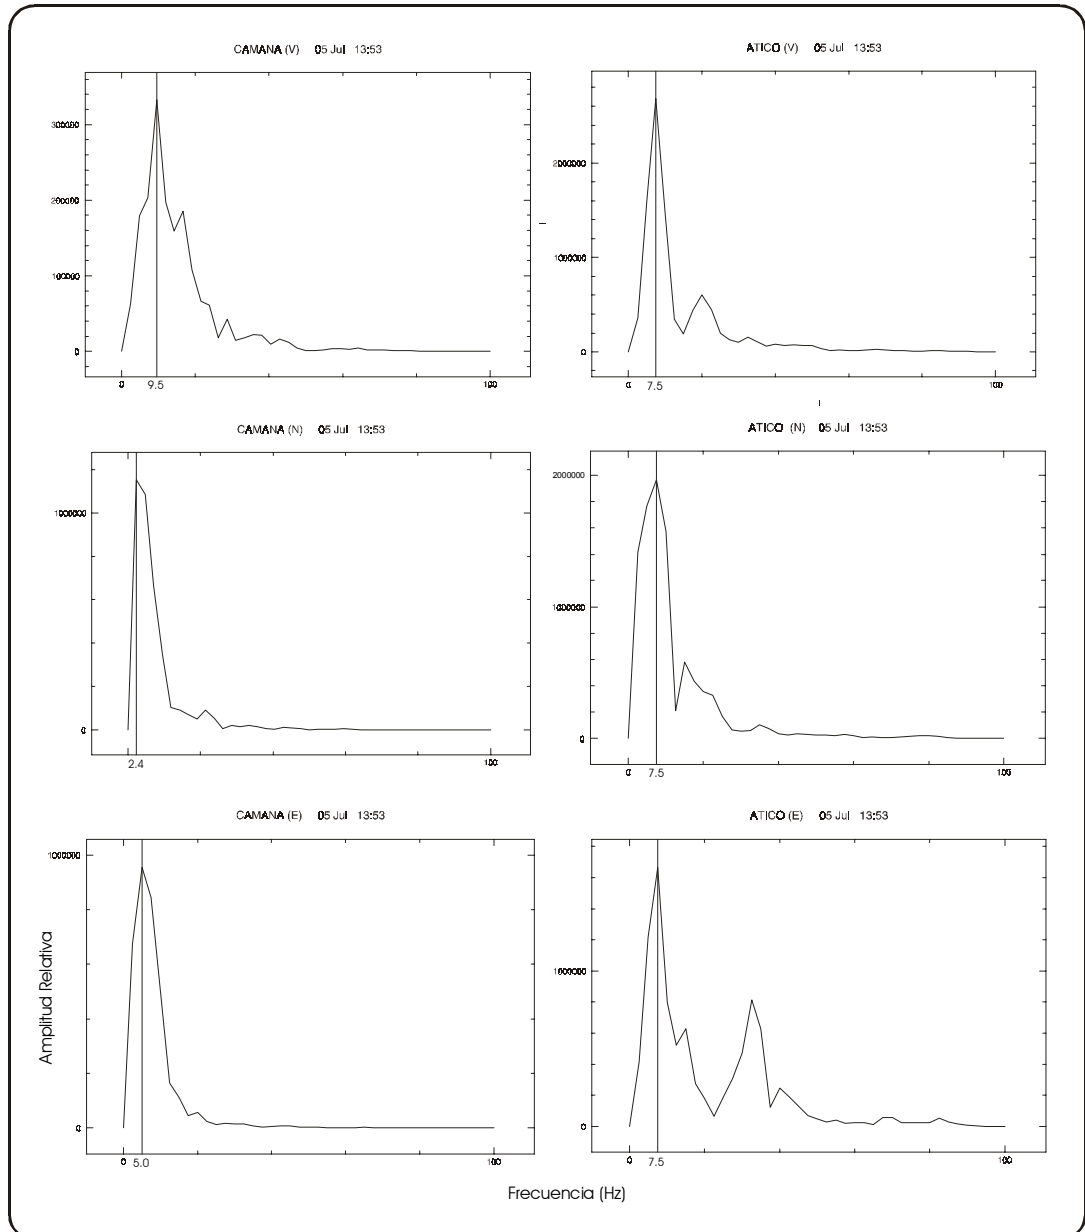 CAMANA (V) 05 Jul 13:53
300000
200000
100000
0
0 9.5 100
ATICO (V) 05 Jul 13:53
2000000
1000000
0
0 7.5 100
CAMANA (N) 05 Jul 13:53
1000000
0
2.4 100
ATICO (N) 05 Jul 13:53
2000000
1000000
0
0 7.5 100
CAMANA (E) 05 Jul 13:53
1000000
0
0 5.0 100
ATICO (E) 05 Jul 13:53
1000000
0
0 7.5 100
Amplitud Relativa
Frecuencia (Hz)